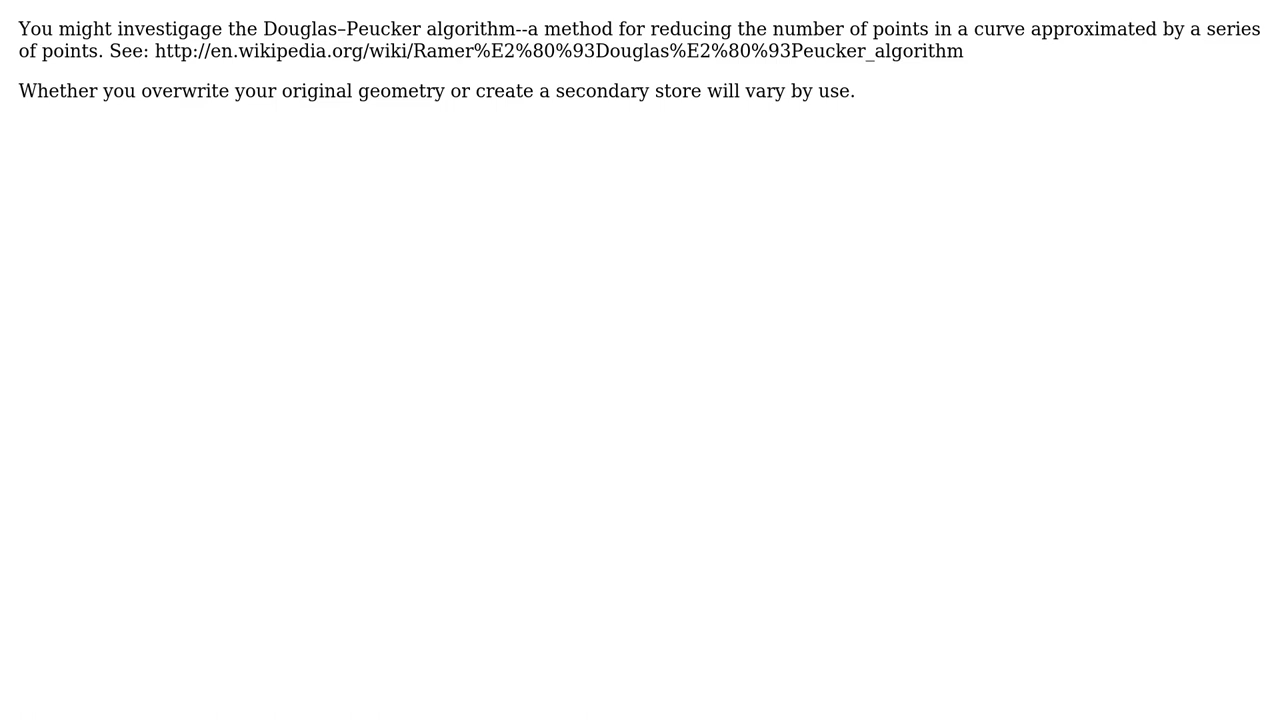 You might investigage the Douglas–Peucker algorithm--a method for reducing the number of points in a curve approximated by a series
of points. See: http://en.wikipedia.org/wiki/Ramer%E2%80%93Douglas%E2%80%93Peucker_algorithm
Whether you overwrite your original geometry or create a secondary store will vary by use.